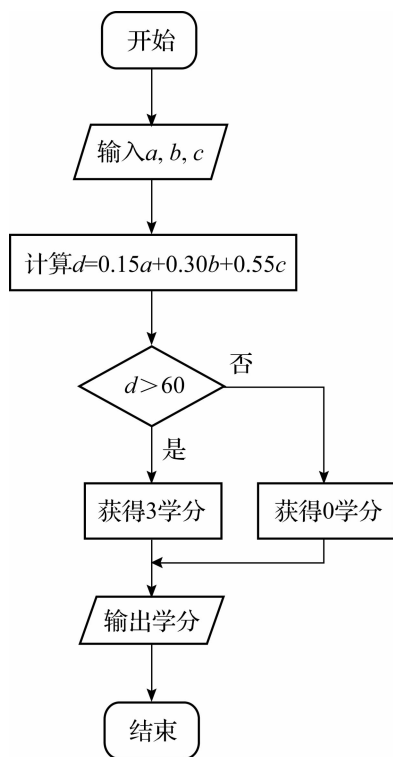 开始
输入a, b, c
计算d=0.15a+0.30b+0.55c
d＞60
否
是
获得3学分
获得0学分
输出学分
结束